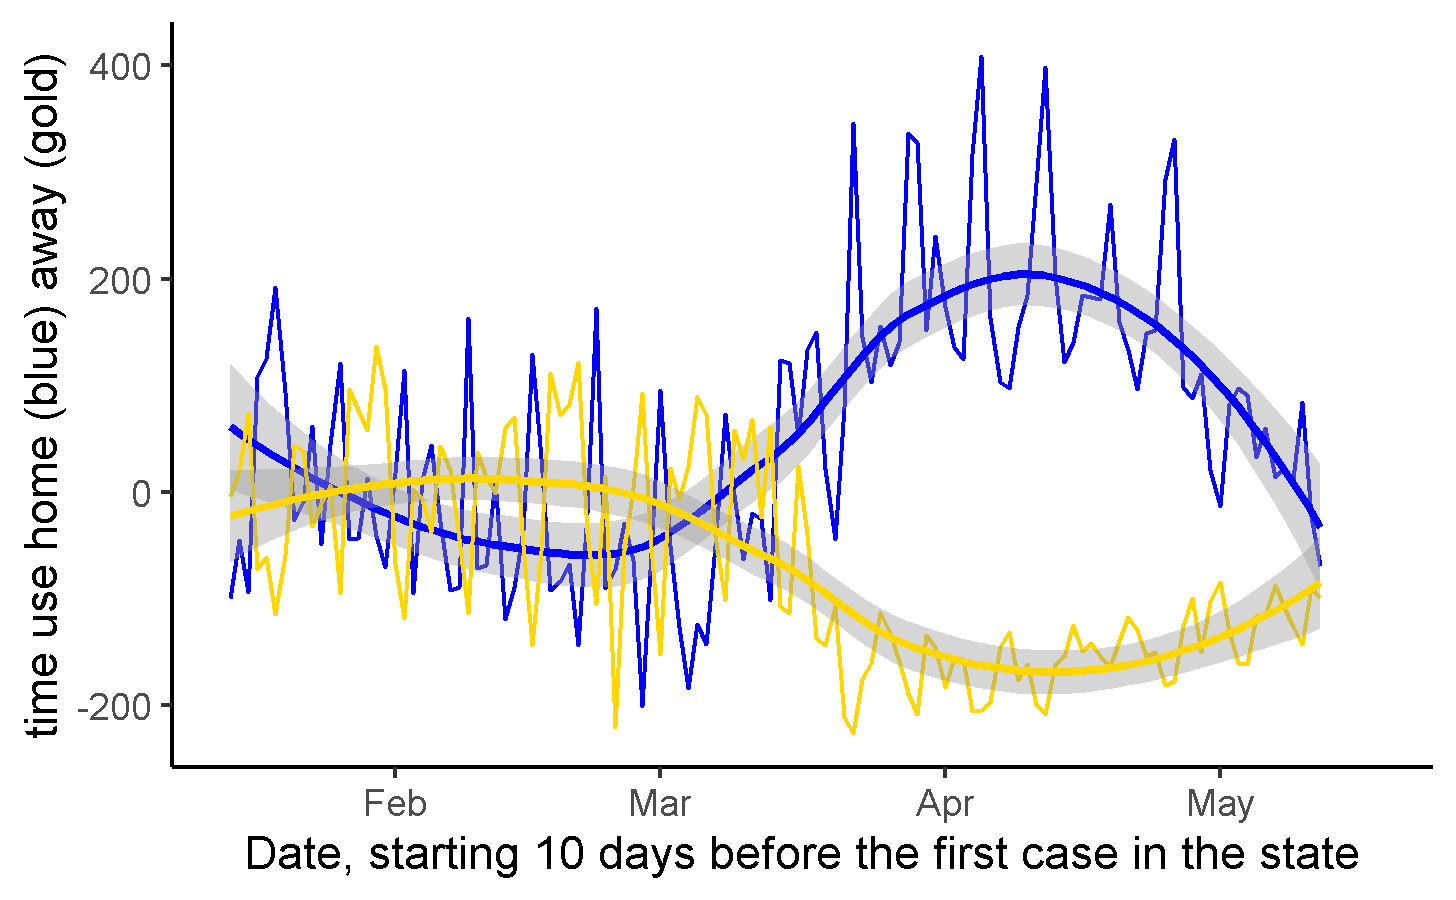 time use home (blue) away (gold)
400
200
0
-200
Feb Mar Apr May
Date, starting 10 days before the first case in the state